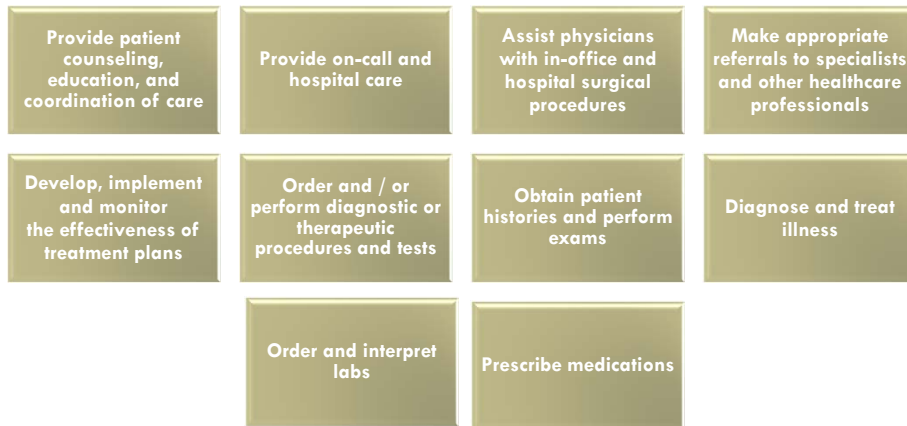 Provide patient
counseling,
education, and
coordination of care
Provide on-call and
hospital care
Assist physicians
with in-office and
hospital surgical
procedures
Make appropriate
referrals to specialists
and other healthcare
professionals
Develop, implement
and monitor
the effectiveness of
treatment plans
Order and / or
perform diagnostic or
therapeutic
procedures and tests
Obtain patient
histories and perform
exams
Diagnose and treat
illness
Order and interpret
labs
Prescribe medications